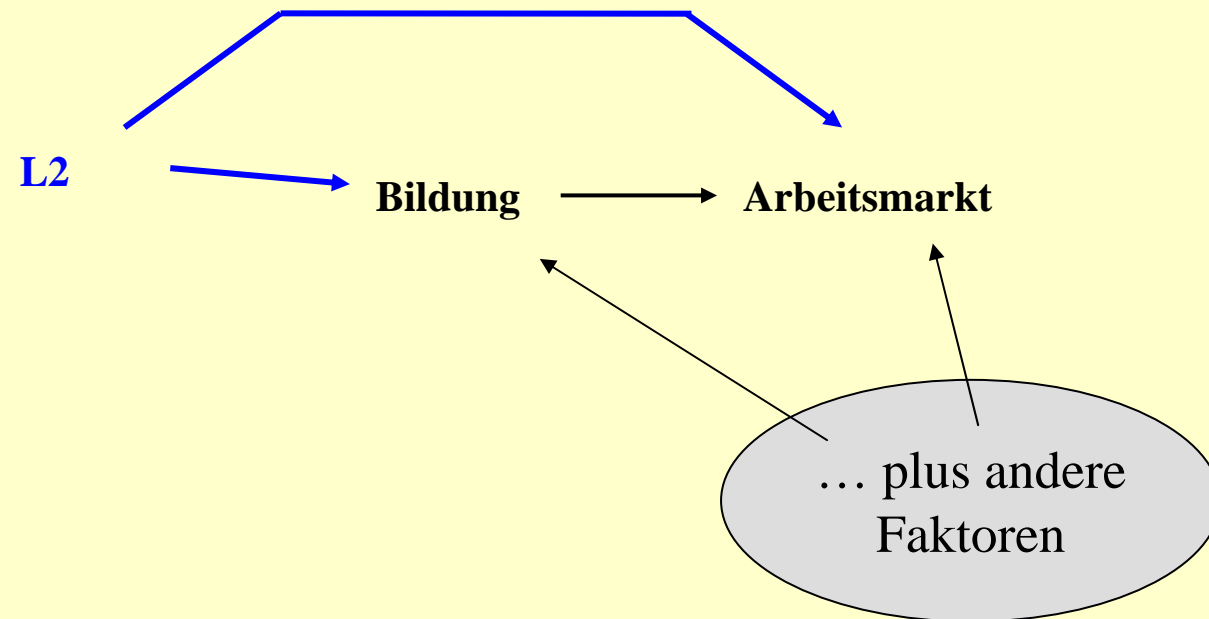 L2
Bildung
Arbeitsmarkt
… plus andere
Faktoren